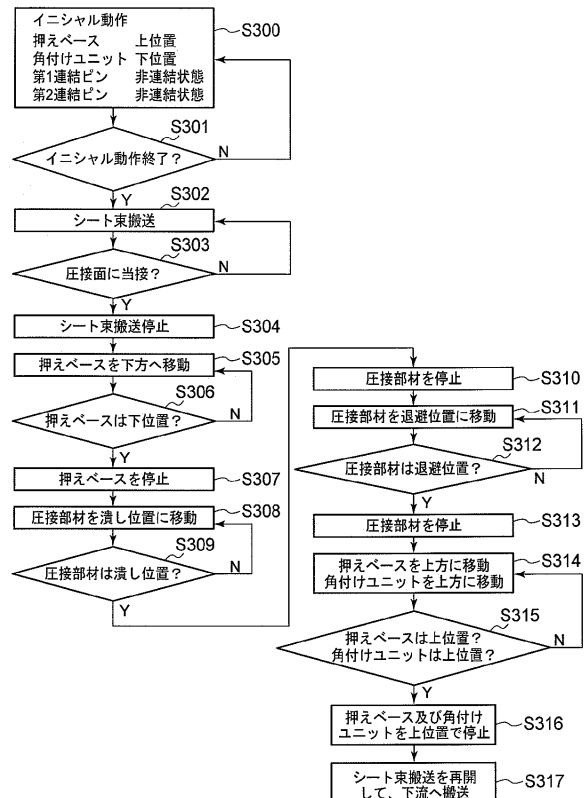 イニシャル動作
押えベース 上位置
角付けユニット 下位置
第1連結ピン 非連結状態
第2連結ピン 非連結状態
S300
イニシャル動作終了？
S301
N
Y
シート束搬送
S302
圧接面に当接？
S303
N
Y
シート束搬送停止
S304
押えベースを下方へ移動
S305
押えベースは下位置？
S306
N
Y
押えベースを停止
S307
圧接部材を潰し位置に移動
S308
圧接部材は潰し位置？
S309
N
Y
圧接部材を停止
S310
圧接部材を退避位置に移動
S311
圧接部材は退避位置？
S312
N
Y
圧接部材を停止
S313
押えベースを上方に移動
角付けユニットを上方に移動
S314
押えベースは上位置？
角付けユニットは上位置？
S315
N
Y
押えベース及び角付け
ユニットを上位置で停止
S316
シート束搬送を再開
して、下流へ搬送
S317